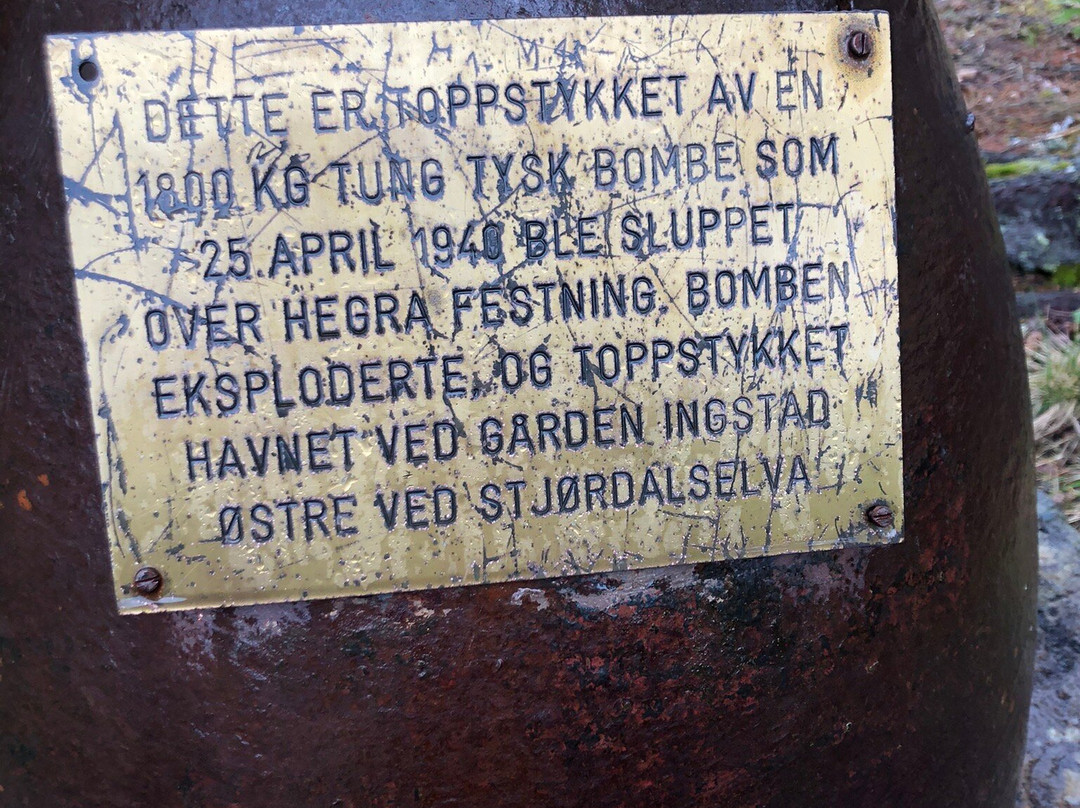 DETTE ER TOPPSTYKKET AV EN
1800 KG TUNG TYSK BOMBE SOM
25. APRIL 1940 BLE SLUPPET
OVER HEGRA FESTNING. BOMBEN
EKSPLODERTE, OG TOPPSTYKKET
HAVNET VED GÅRDEN INGSTAD
ØSTRE VED STJØRDALSELVA